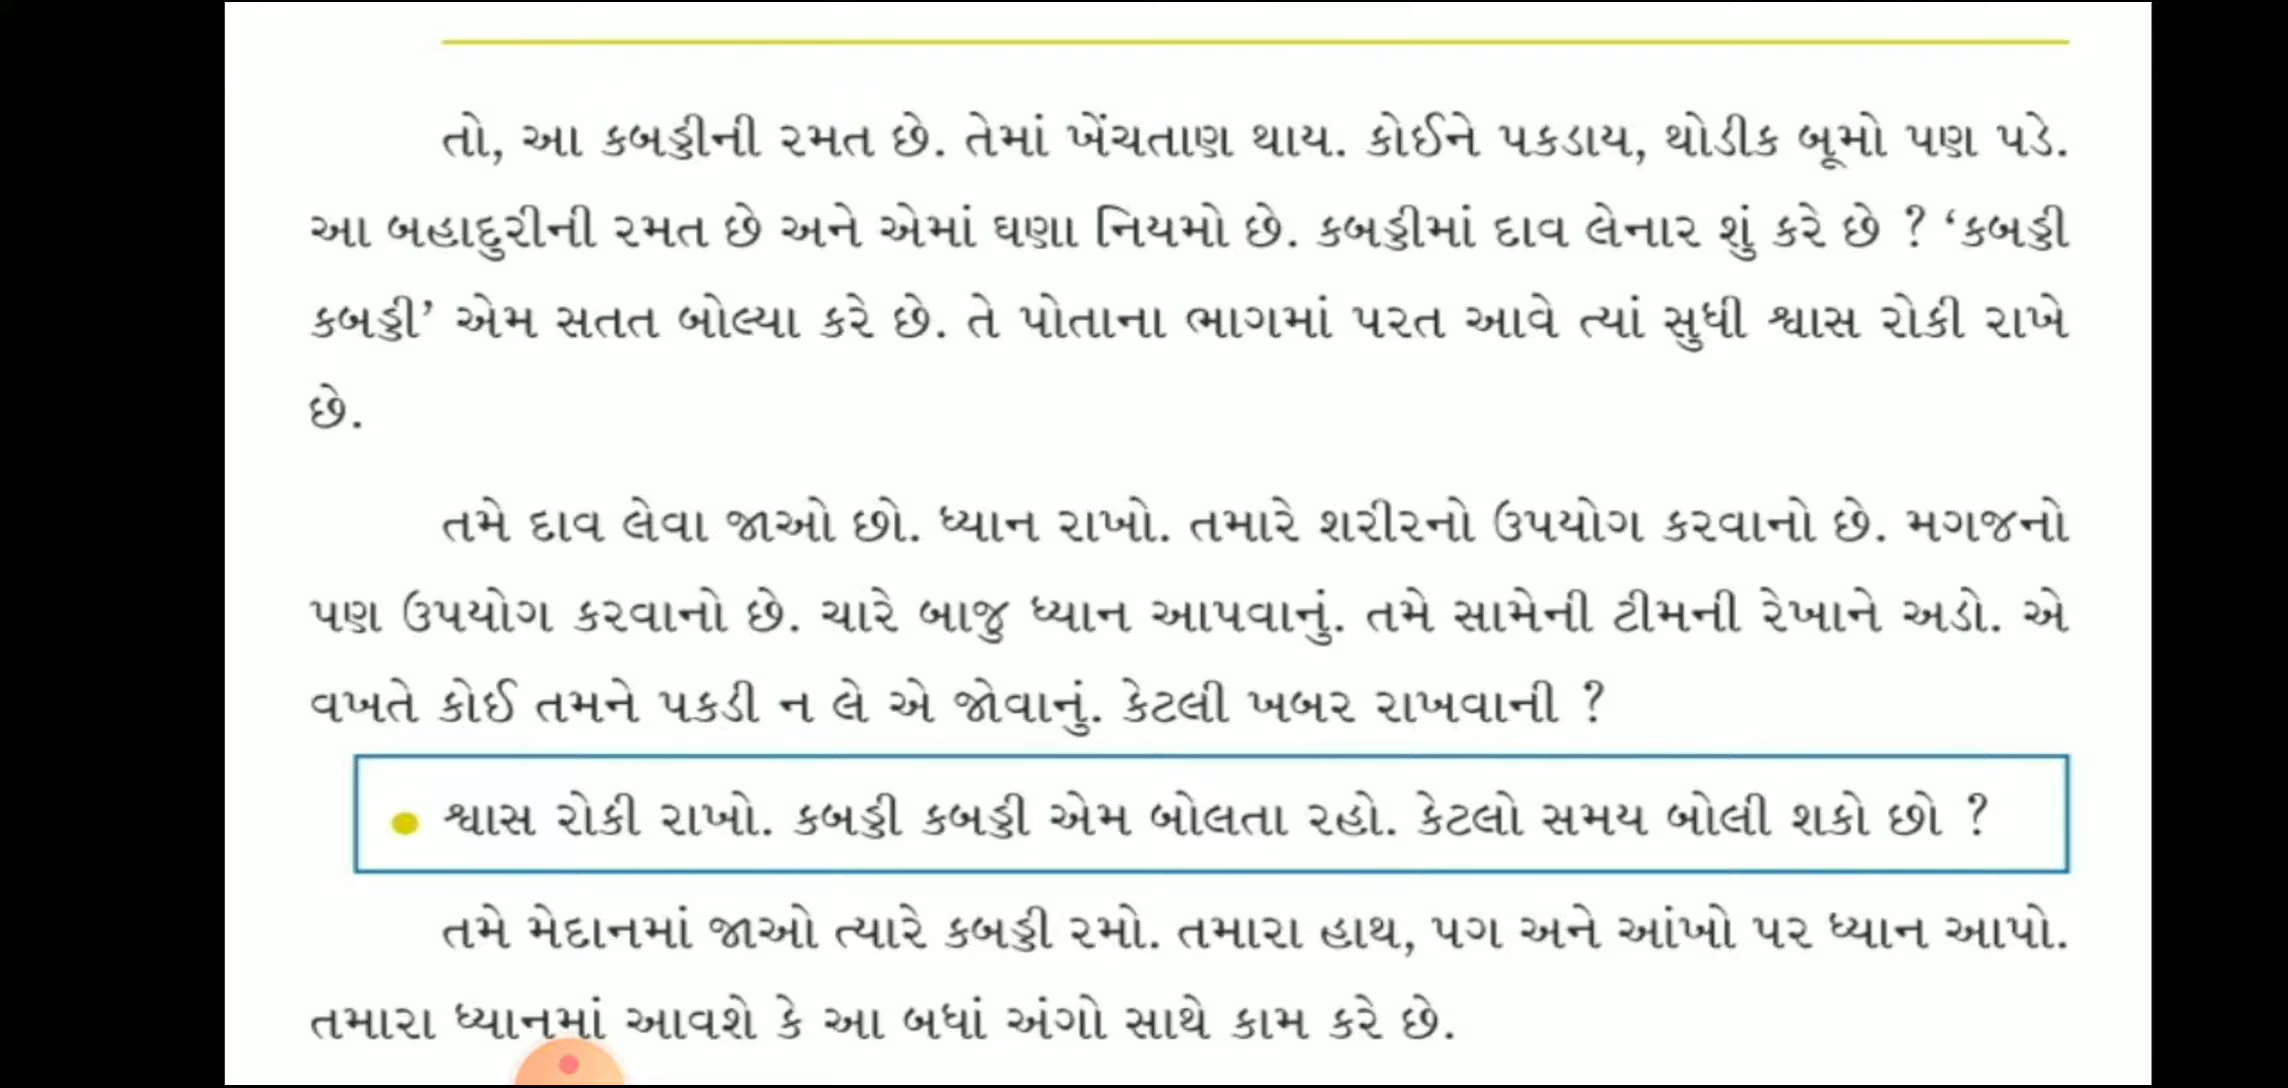 તો, આ કબડ્ડીની રમત છે. તેમાં ખેંચતાણ થાય. કોઈને પકડાય, થોડીક બૂમો પણ પડે.
આ બહાદુરીની રમત છે અને એમાં ઘણા નિયમો છે. કબડ્ડીમાં દાવ લેનાર શું કરે છે ? ‘કબડ્ડી
કબડ્ડી’ એમ સતત બોલ્યા કરે છે. તે પોતાના ભાગમાં પરત આવે ત્યાં સુધી શ્વાસ રોકી રાખે
છે.
તમે દાવ લેવા જાઓ છો. ધ્યાન રાખો. તમારે શરીરનો ઉપયોગ કરવાનો છે. મગજનો
પણ ઉપયોગ કરવાનો છે. ચારે બાજુ ધ્યાન આપવાનું. તમે સામેની ટીમની રેખાને અડો. એ
વખતે કોઈ તમને પકડી ન લે એ જોવાનું. કેટલી ખબર રાખવાની ?
• શ્વાસ રોકી રાખો. કબડ્ડી કબડ્ડી એમ બોલતા રહો. કેટલો સમય બોલી શકો છો ?
તમે મેદાનમાં જાઓ ત્યારે કબડ્ડી રમો. તમારા હાથ, પગ અને આંખો પર ધ્યાન આપો.
તમારા ધ્યાનમાં આવશે કે આ બધાં અંગો સાથે કામ કરે છે.